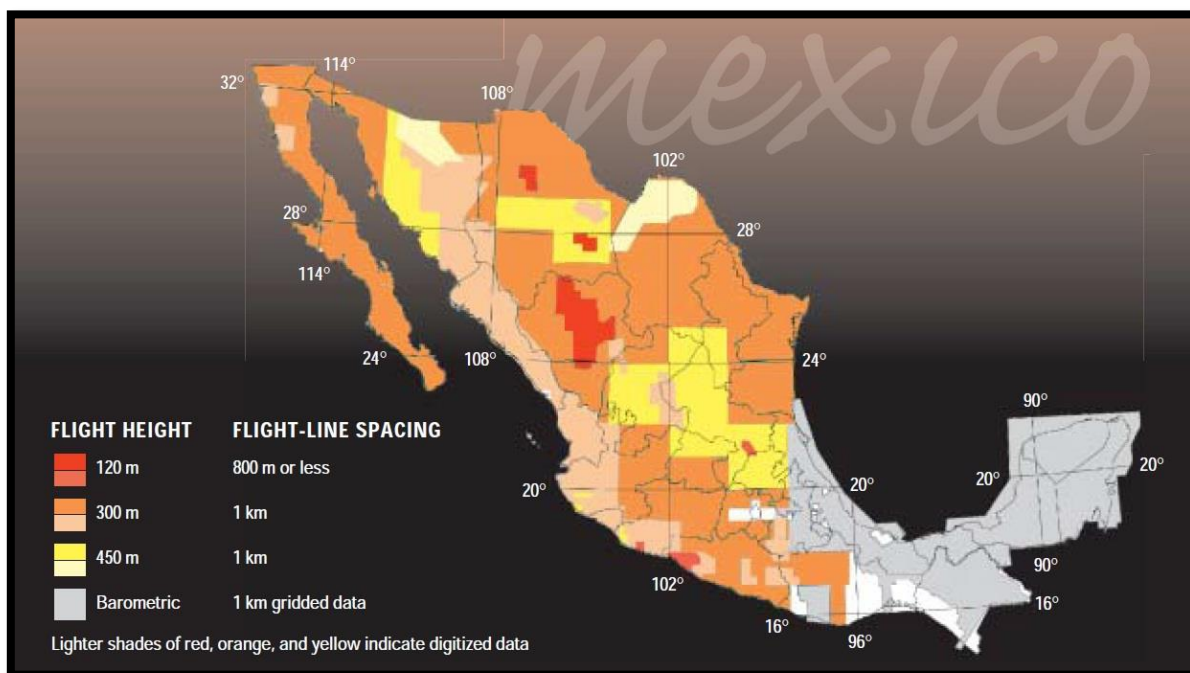 mexico
114°
32°
108°
102°
28°
28°
114°
24°
108°
24°
90°
FLIGHT HEIGHT FLIGHT-LINE SPACING
120 m 800 m or less
20°
20°
20°
20°
300 m 1 km
450 m 1 km
102°
90°
Barometric 1 km gridded data
16°
16°
96°
Lighter shades of red, orange, and yellow indicate digitized data